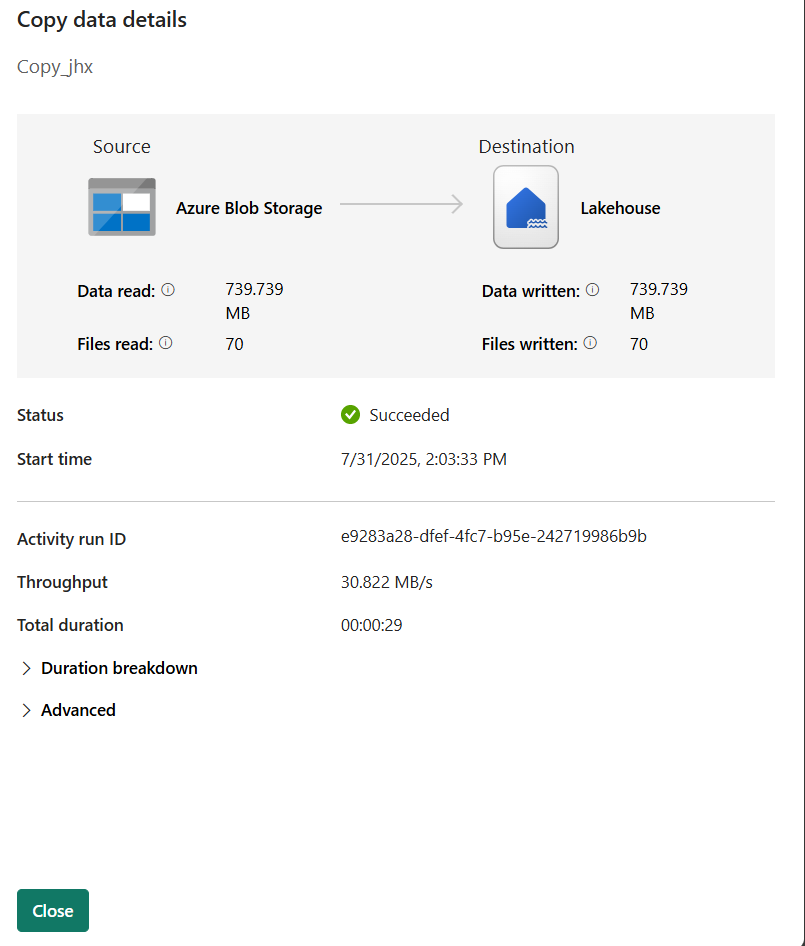 Copy data details
Copy_jhx
Source
Destination
Azure Blob Storage
Lakehouse
Data read: 739.739 MB
Data written: 739.739 MB
Files read: 70
Files written: 70
Status Succeeded
Start time 7/31/2025, 2:03:33 PM
Activity run ID e9283a28-dfef-4fc7-b95e-242719986b9b
Throughput 30.822 MB/s
Total duration 00:00:29
Duration breakdown
Advanced
Close